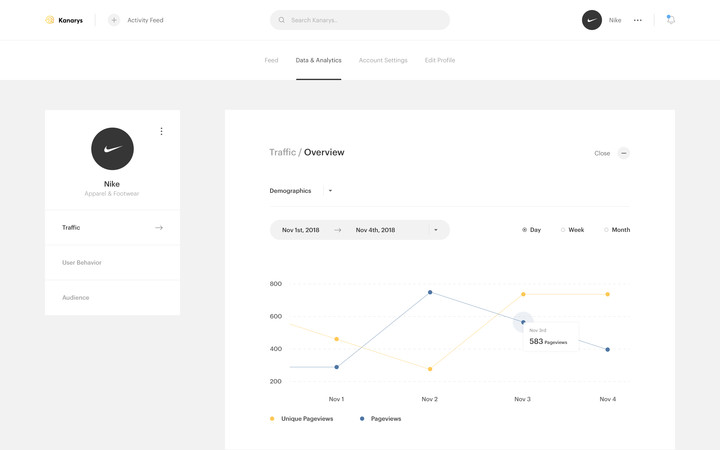 Kanarys
Activity Feed
Search Kanarys..
Nike
Feed
Data & Analytics
Account Settings
Edit Profile
Nike
Apparel & Footwear
Traffic
User Behavior
Audience
Traffic / Overview
Close
Demographics
Nov 1st, 2018 → Nov 4th, 2018
Day
Week
Month
800
600
400
200
Nov 3rd
583 Pageviews
Nov 1
Nov 2
Nov 3
Nov 4
Unique Pageviews
Pageviews